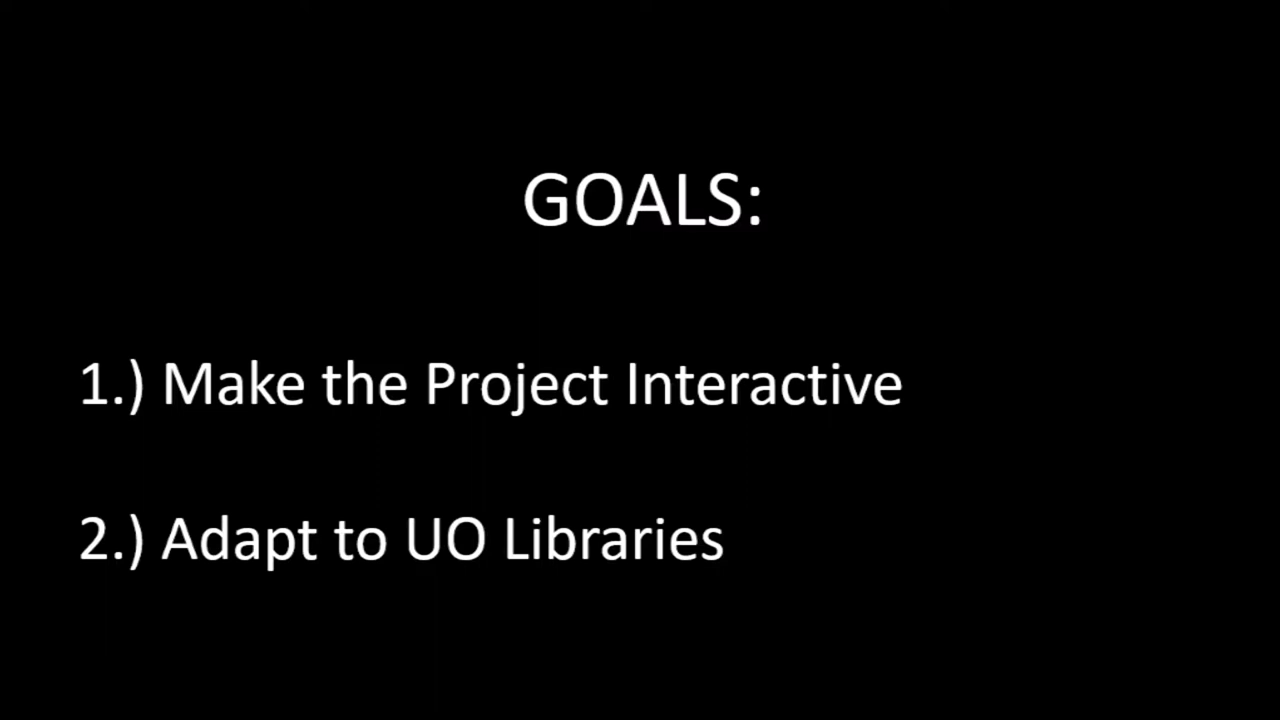 GOALS:
1.) Make the Project Interactive
2.) Adapt to UO Libraries